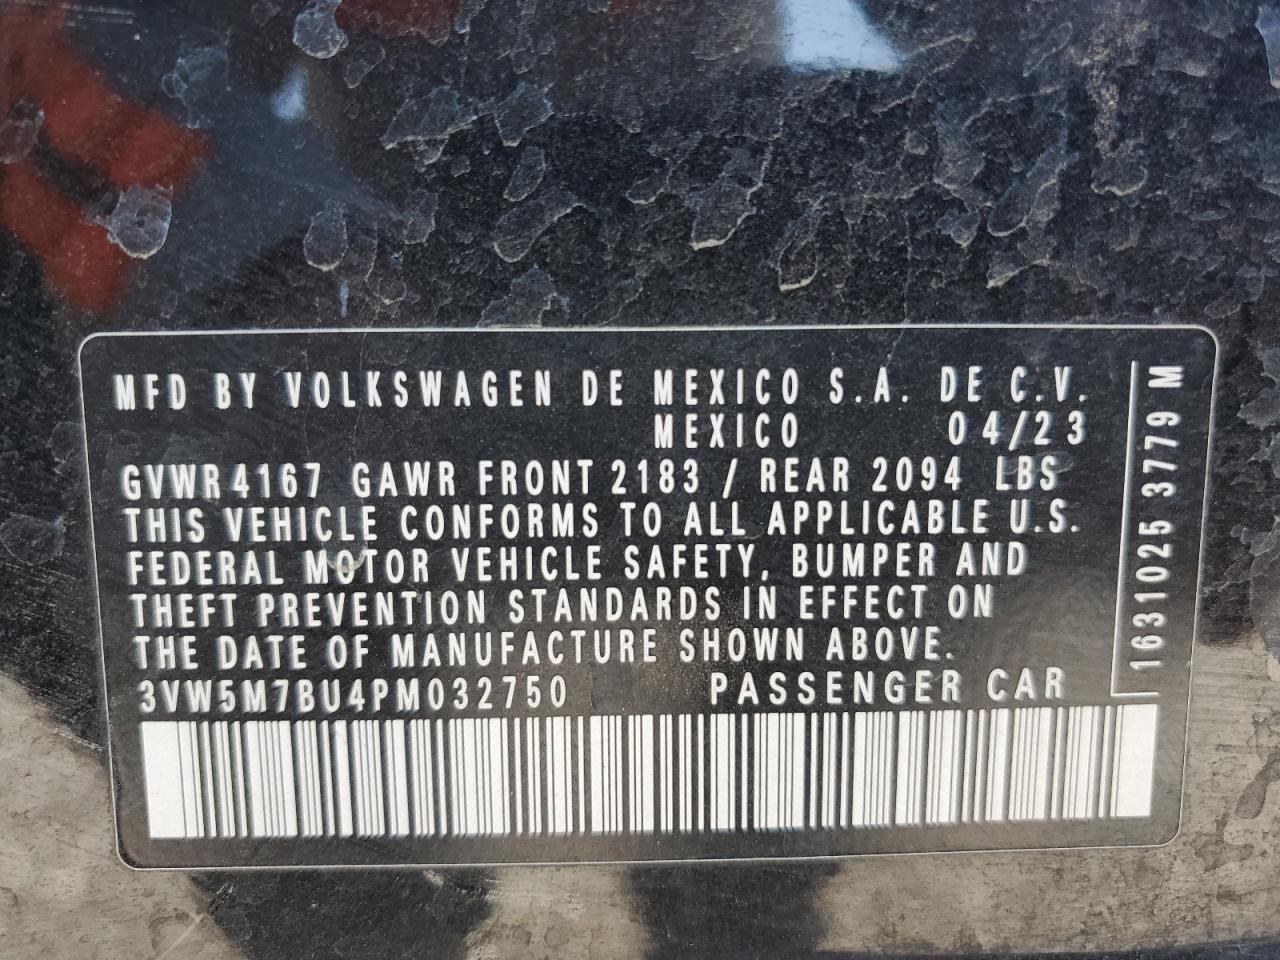 MFD BY VOLKSWAGEN DE MEXICO S.A. DE C.V.
MEXICO 04/23
GVWR 4167 GAWR FRONT 2183 / REAR 2094 LBS
THIS VEHICLE CONFORMS TO ALL APPLICABLE U.S.
FEDERAL MOTOR VEHICLE SAFETY, BUMPER AND
THEFT PREVENTION STANDARDS IN EFFECT ON
THE DATE OF MANUFACTURE SHOWN ABOVE.
3VW5M7BU4PM032750 PASSENGER CAR
1631025 3779 M